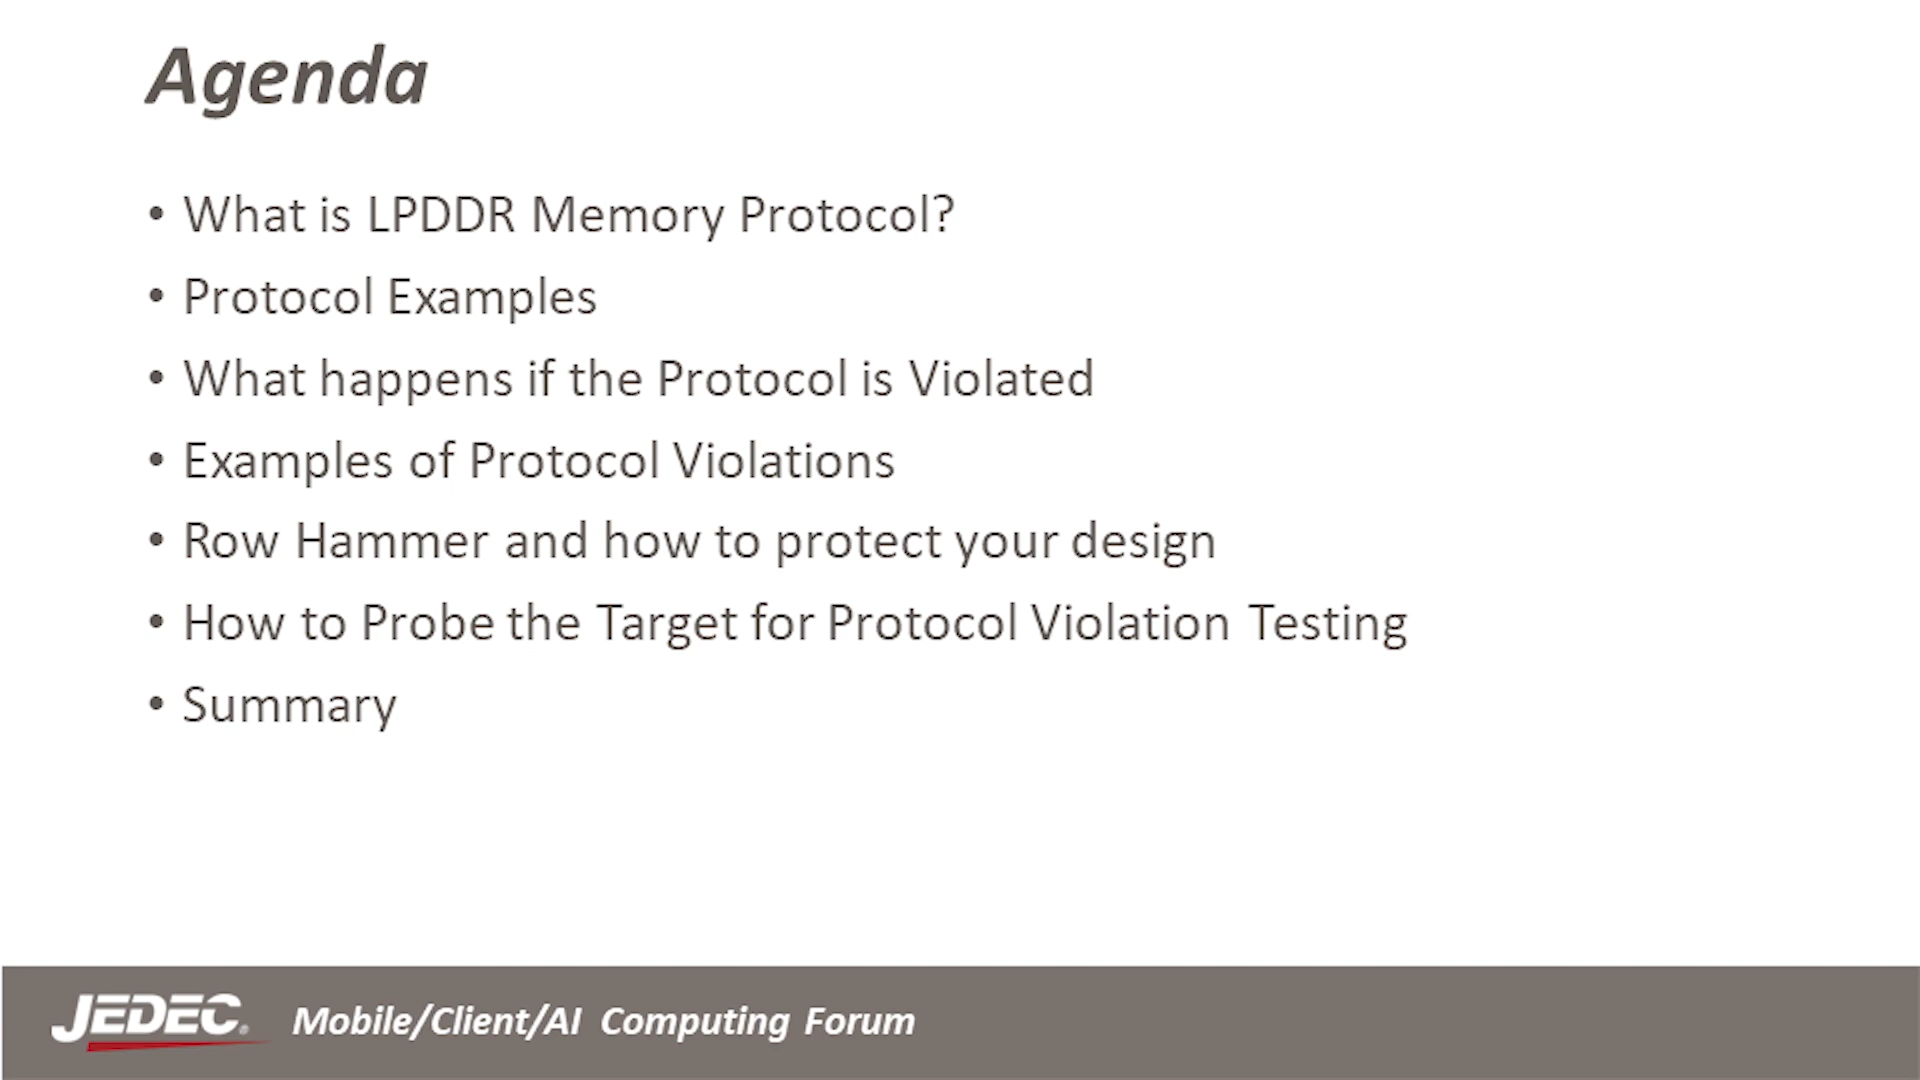 Agenda
• What is LPDDR Memory Protocol?
• Protocol Examples
• What happens if the Protocol is Violated
• Examples of Protocol Violations
• Row Hammer and how to protect your design
• How to Probe the Target for Protocol Violation Testing
• Summary
JEDEC® Mobile/Client/AI Computing Forum